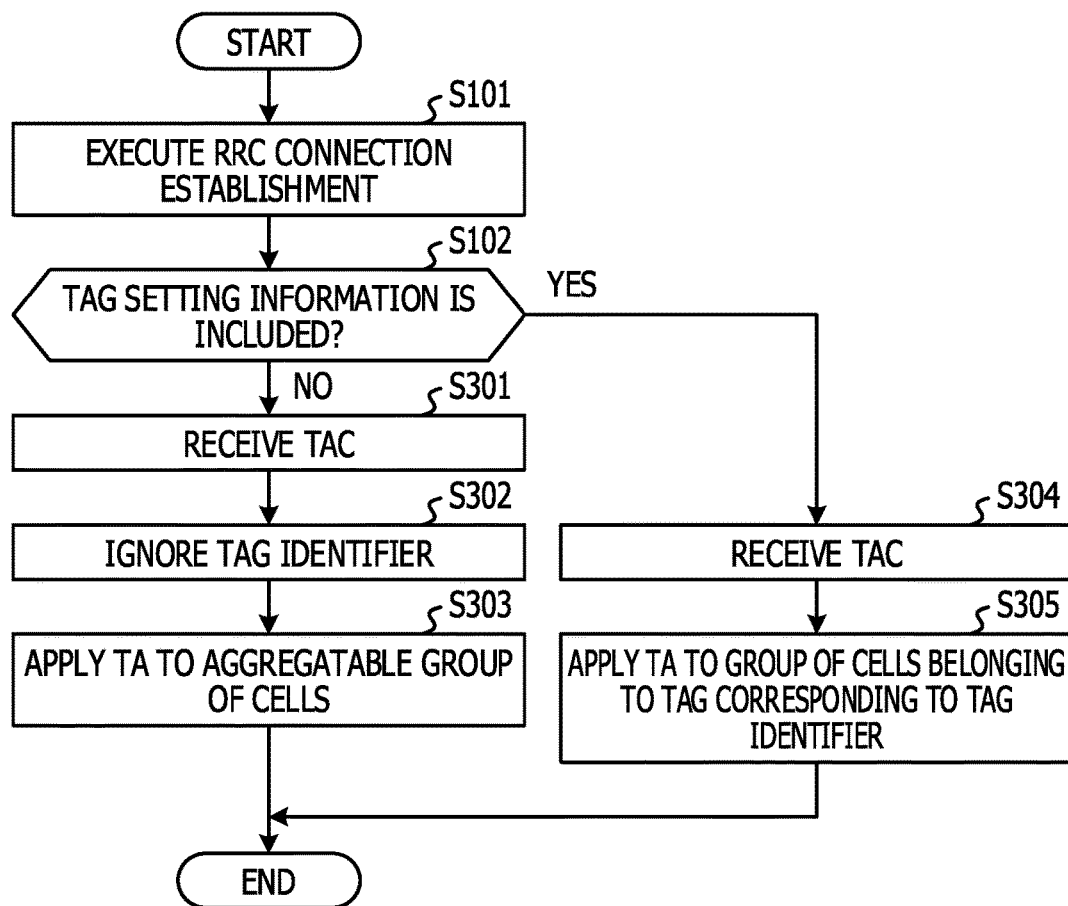 START
S101
EXECUTE RRC CONNECTION
ESTABLISHMENT
S102
TAG SETTING INFORMATION IS
INCLUDED?
YES
NO
S301
RECEIVE TAC
S302
IGNORE TAG IDENTIFIER
S303
APPLY TA TO AGGREGATABLE GROUP
OF CELLS
S304
RECEIVE TAC
S305
APPLY TA TO GROUP OF CELLS BELONGING
TO TAG CORRESPONDING TO TAG
IDENTIFIER
END